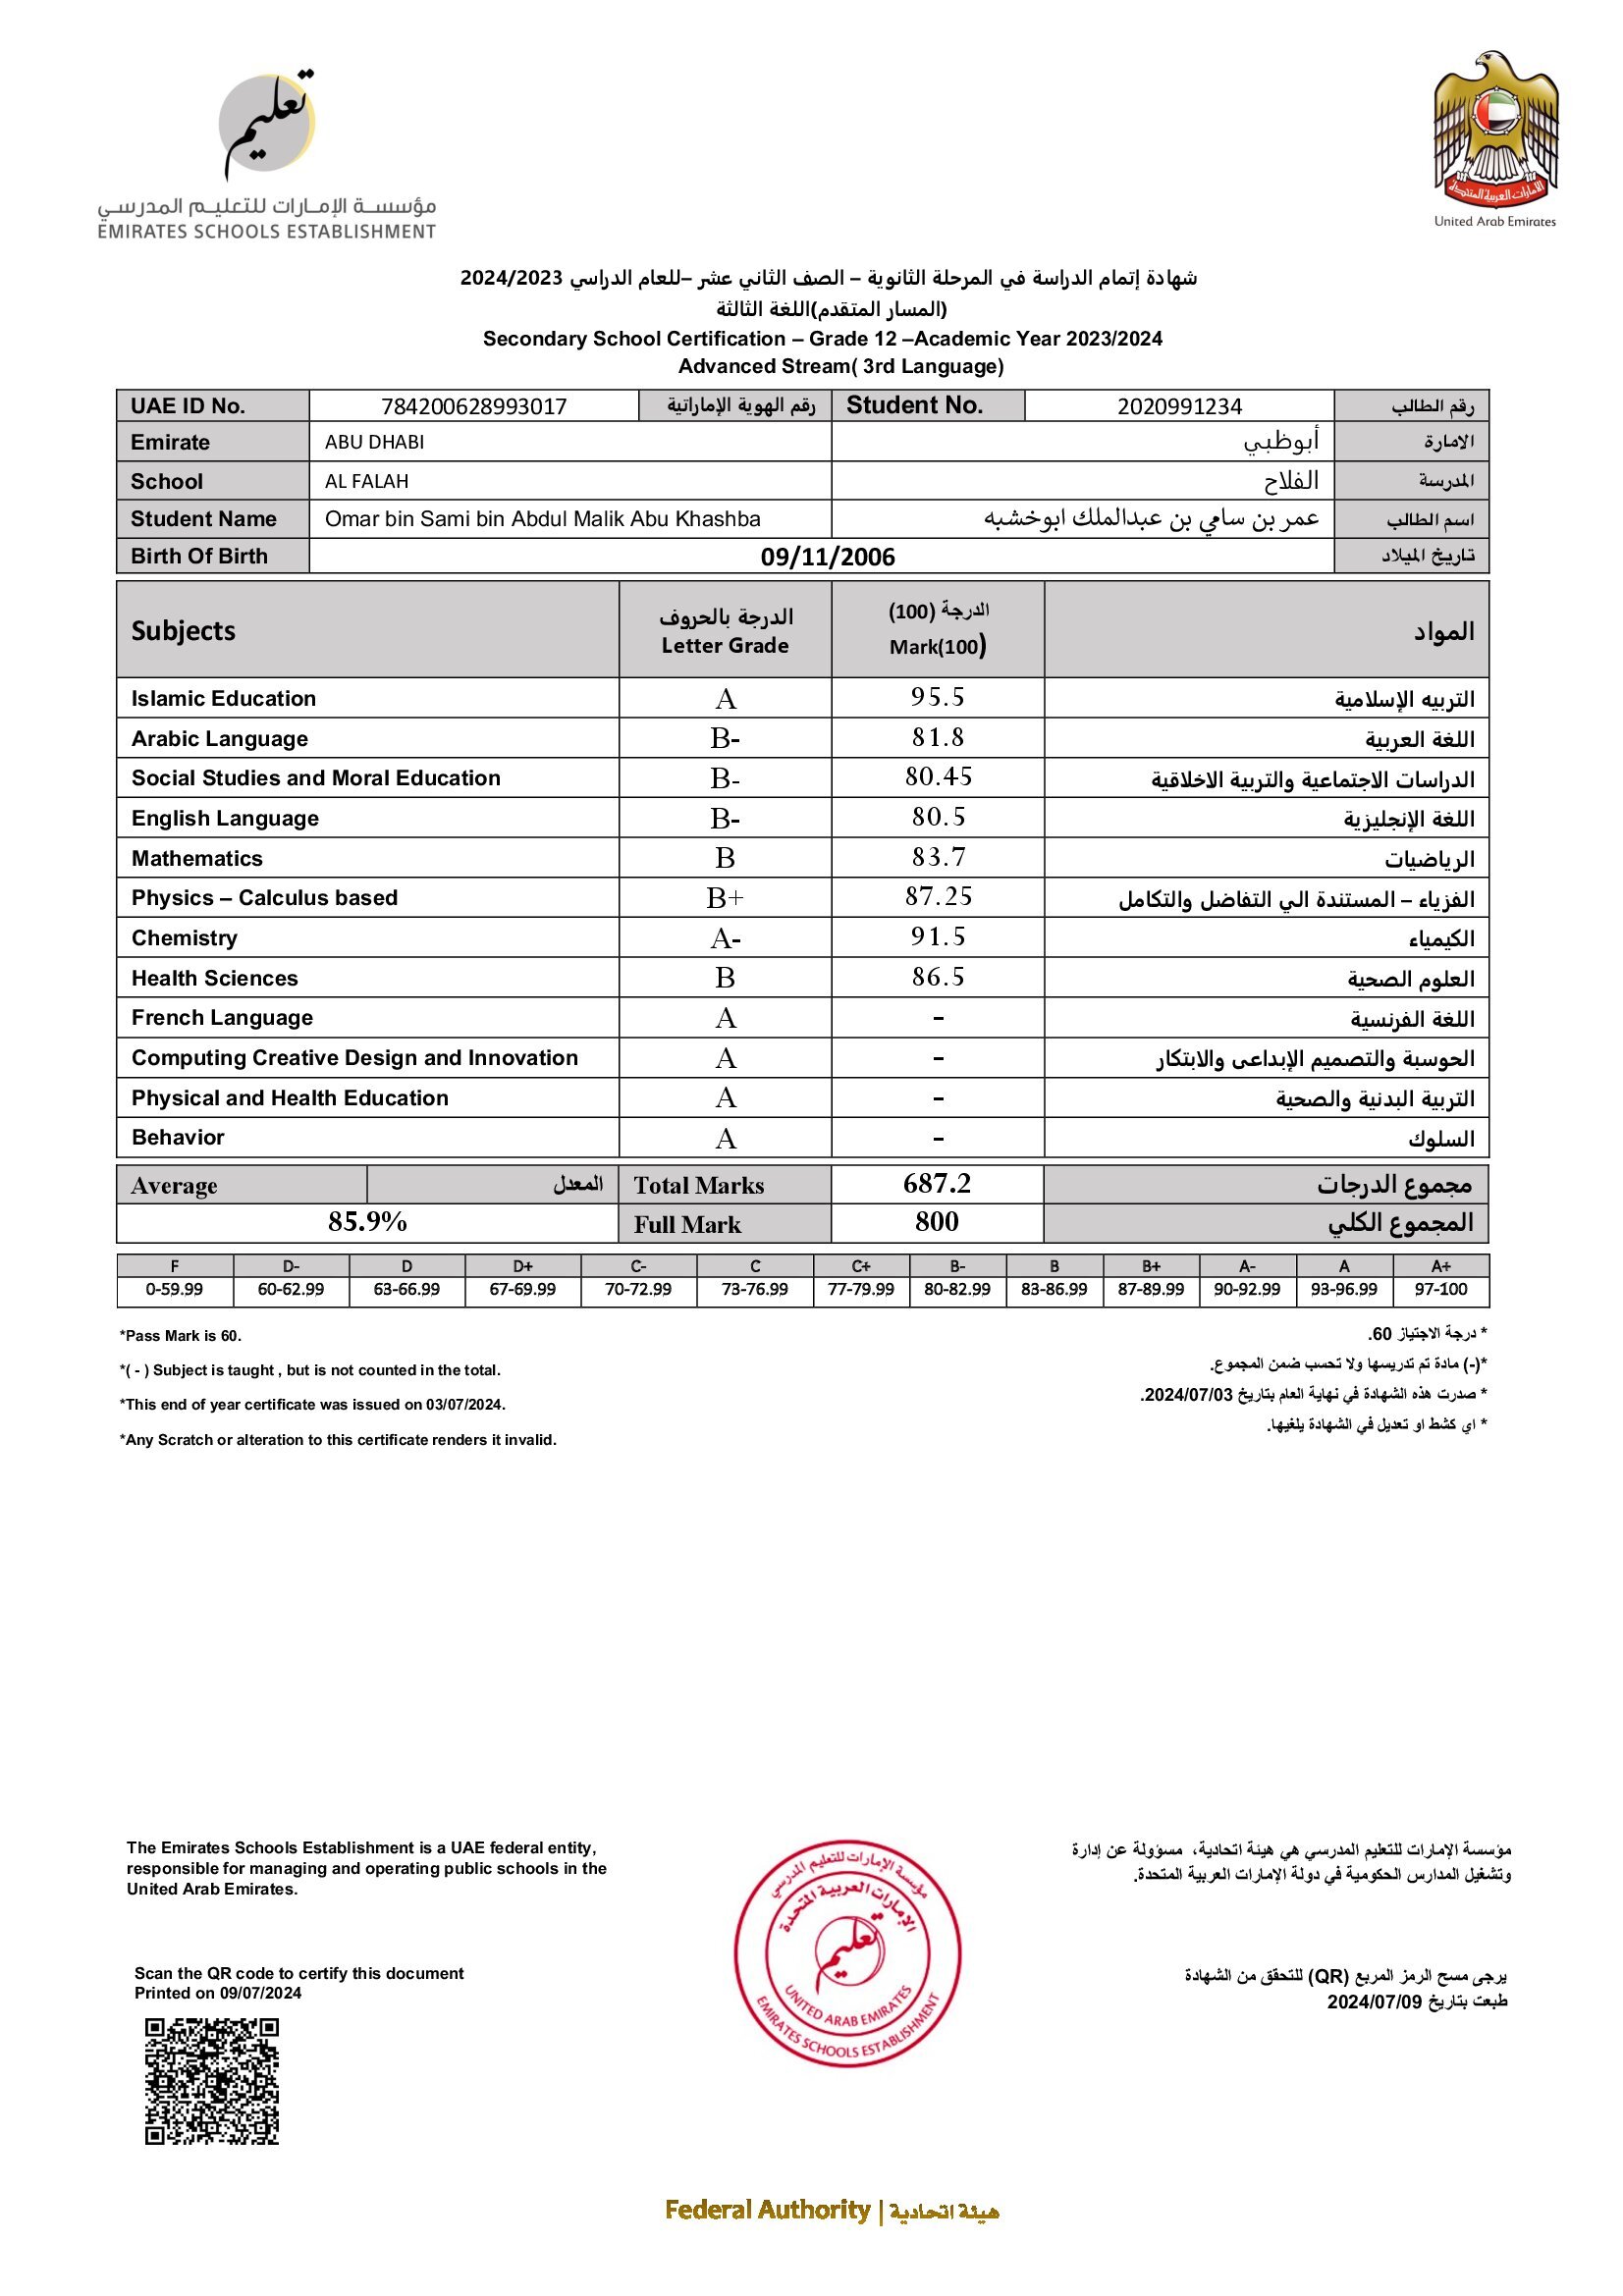 تعليم
مؤسسة الإمارات للتعليم المدرسي
EMIRATES SCHOOLS ESTABLISHMENT
الإمارات العربية المتحدة
United Arab Emirates
شهادة إتمام الدراسة في المرحلة الثانوية – الصف الثاني عشر –للعام الدراسي 2024/2023
(المسار المتقدم)اللغة الثالثة
Secondary School Certification – Grade 12 –Academic Year 2023/2024
Advanced Stream( 3rd Language)
UAE ID No. 784200628993017 رقم الهوية الإماراتية Student No. 2020991234 رقم الطالب
Emirate ABU DHABI أبوظبي الامارة
School AL FALAH الفلاح المدرسة
Student Name Omar bin Sami bin Abdul Malik Abu Khashba عمر بن سامي بن عبدالملك ابوخشبه اسم الطالب
Birth Of Birth 09/11/2006 تاريخ الميلاد
Subjects الدرجة بالحروف Letter Grade الدرجة (100) Mark(100) المواد
Islamic Education A 95.5 التربيه الإسلامية
Arabic Language B- 81.8 اللغة العربية
Social Studies and Moral Education B- 80.45 الدراسات الاجتماعية والتربية الاخلاقية
English Language B- 80.5 اللغة الإنجليزية
Mathematics B 83.7 الرياضيات
Physics – Calculus based B+ 87.25 الفزياء – المستندة الي التفاضل والتكامل
Chemistry A- 91.5 الكيمياء
Health Sciences B 86.5 العلوم الصحية
French Language A - اللغة الفرنسية
Computing Creative Design and Innovation A - الحوسبة والتصميم الإبداعى والابتكار
Physical and Health Education A - التربية البدنية والصحية
Behavior A - السلوك
Average المعدل Total Marks 687.2 مجموع الدرجات
85.9% Full Mark 800 المجموع الكلي
F D- D D+ C- C C+ B- B B+ A- A A+
0-59.99 60-62.99 63-66.99 67-69.99 70-72.99 73-76.99 77-79.99 80-82.99 83-86.99 87-89.99 90-92.99 93-96.99 97-100
*Pass Mark is 60.
*( - ) Subject is taught , but is not counted in the total.
*This end of year certificate was issued on 03/07/2024.
*Any Scratch or alteration to this certificate renders it invalid.
* درجة الاجتياز 60.
*(-) مادة تم تدريسها ولا تحسب ضمن المجموع.
* صدرت هذه الشهادة في نهاية العام بتاريخ 2024/07/03.
* اي كشط او تعديل في الشهادة يلغيها.
The Emirates Schools Establishment is a UAE federal entity,
responsible for managing and operating public schools in the
United Arab Emirates.
مؤسسة الإمارات للتعليم المدرسي هي هيئة اتحادية، مسؤولة عن إدارة
وتشغيل المدارس الحكومية في دولة الإمارات العربية المتحدة.
مؤسسة الإمارات للتعليم المدرسي
الإمارات العربية المتحدة
تعليم
UNITED ARAB EMIRATES
EMIRATES SCHOOLS ESTABLISHMENT
Scan the QR code to certify this document
Printed on 09/07/2024
يرجى مسح الرمز المربع (QR) للتحقق من الشهادة
طبعت بتاريخ 2024/07/09
Federal Authority | هيئة اتحادية